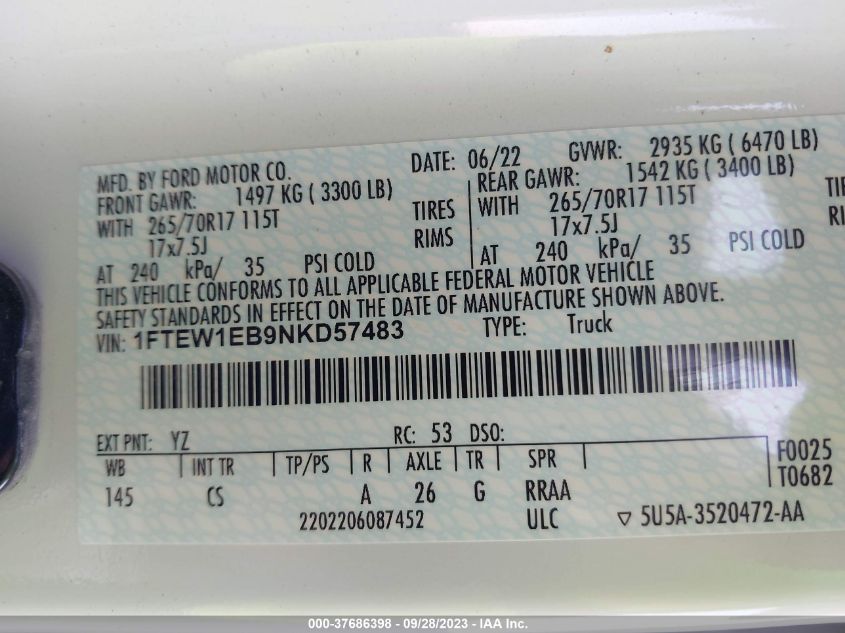 MFD. BY FORD MOTOR CO. DATE: 06/22 GVWR: 2935 KG ( 6470 LB)
FRONT GAWR: 1497 KG ( 3300 LB) REAR GAWR: 1542 KG ( 3400 LB)
WITH 265/70R17 115T TIRES WITH 265/70R17 115T TIR
17x7.5J RIMS 17x7.5J RI
AT 240 kPa/ 35 PSI COLD AT 240 kPa/ 35 PSI COLD
THIS VEHICLE CONFORMS TO ALL APPLICABLE FEDERAL MOTOR VEHICLE
SAFETY STANDARDS IN EFFECT ON THE DATE OF MANUFACTURE SHOWN ABOVE.
VIN: 1FTEW1EB9NKD57483 TYPE: Truck
EXT PNT: YZ RC: 53 DSO:
WB INT TR TP/PS R AXLE TR SPR F0025
145 CS A 26 G RRAA T0682
2202206087452 ULC ▽ 5U5A-3520472-AA
000-37686398 - 09/28/2023 - IAA Inc.